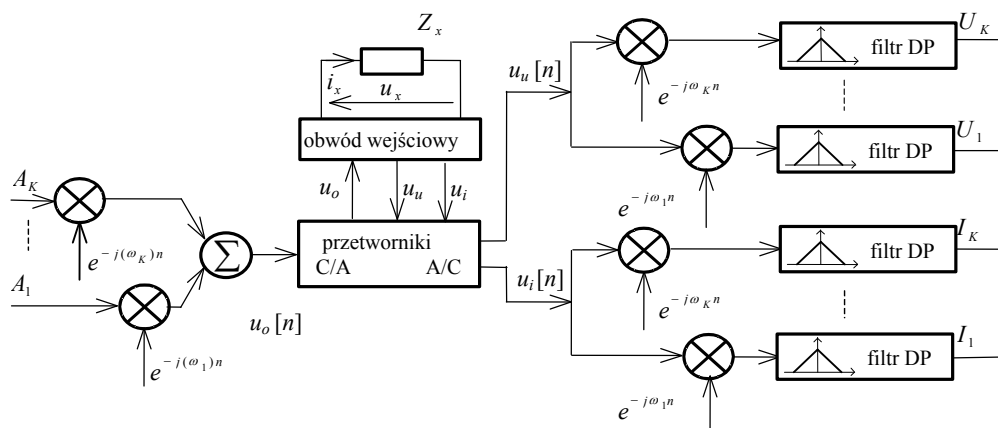 Z_x
i_x
u_x
obwód wejściowy
u_o
u_u
u_i
A_K
e^{-j(ω_K)n}
A_1
e^{-j(ω_1)n}
Σ
u_o[n]
przetworniki
C/A A/C
u_u[n]
u_i[n]
e^{-jω_K n}
filtr DP
U_K
e^{-jω_1 n}
filtr DP
U_1
e^{-jω_K n}
filtr DP
I_K
e^{-jω_1 n}
filtr DP
I_1